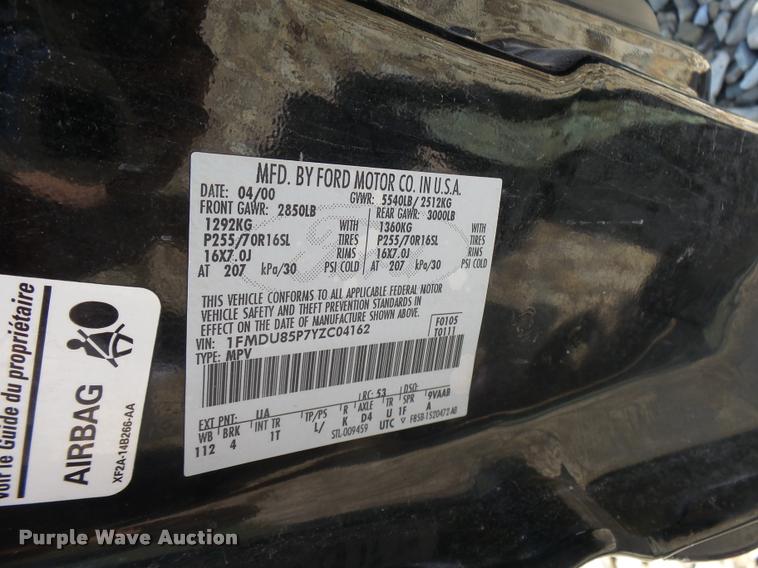 MFD. BY FORD MOTOR CO. IN U.S.A.
DATE: 04/00 GVWR: 5540LB/ 2512KG
FRONT GAWR: 2850LB REAR GAWR: 3000LB
1292KG WITH 1360KG WITH
P255/70R16SL TIRES P255/70R16SL TIRES
16X7.0J RIMS 16X7.0J RIMS
AT 207 kPa/30 PSI COLD AT 207 kPa/30 PSI COLD
THIS VEHICLE CONFORMS TO ALL APPLICABLE FEDERAL MOTOR
VEHICLE SAFETY AND THEFT PREVENTION STANDARDS IN
EFFECT ON THE DATE OF MANUFACTURE SHOWN ABOVE.
VIN: 1FMDU85P7YZC04162 F0105
TYPE: MPV T0111
EXT PNT: UA RC: 53 DSO:
WB BRK INT TR TP/PS R AXLE TR SPR 9VAAB
112 4 1T L/ K D4 U 1F A
STL-009459 UTC F85B-1520472 AB
voir le Guide du propriétaire
AIRBAG
XF2A-14B266-AA
Purple Wave Auction